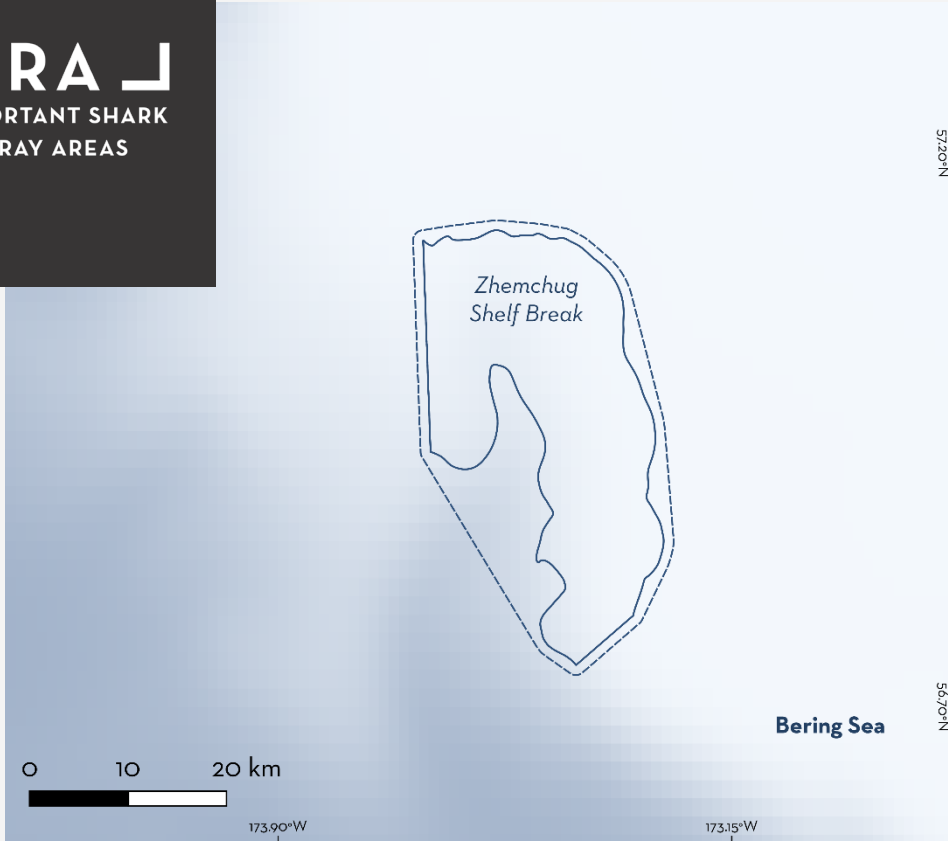 RA
ORTANT SHARK
RAY AREAS
57.20°N
Zhemchug
Shelf Break
56.70°N
Bering Sea
0 10 20 km
173.90°W 173.15°W